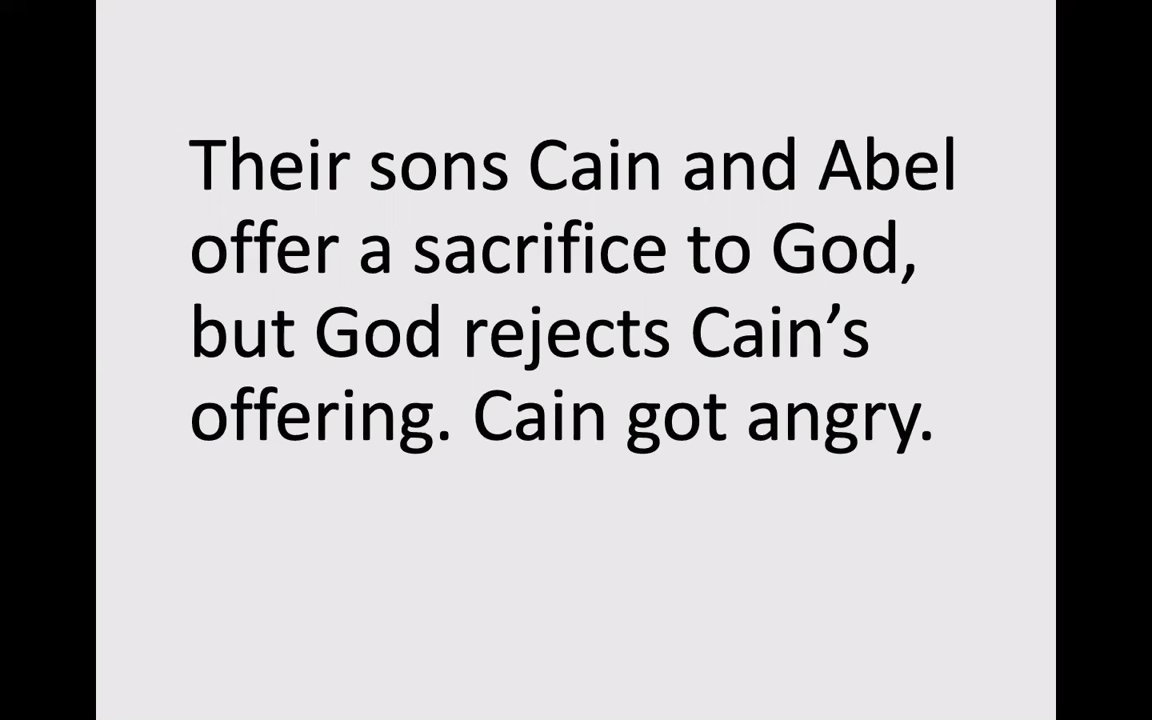 Their sons Cain and Abel
offer a sacrifice to God,
but God rejects Cain’s
offering. Cain got angry.